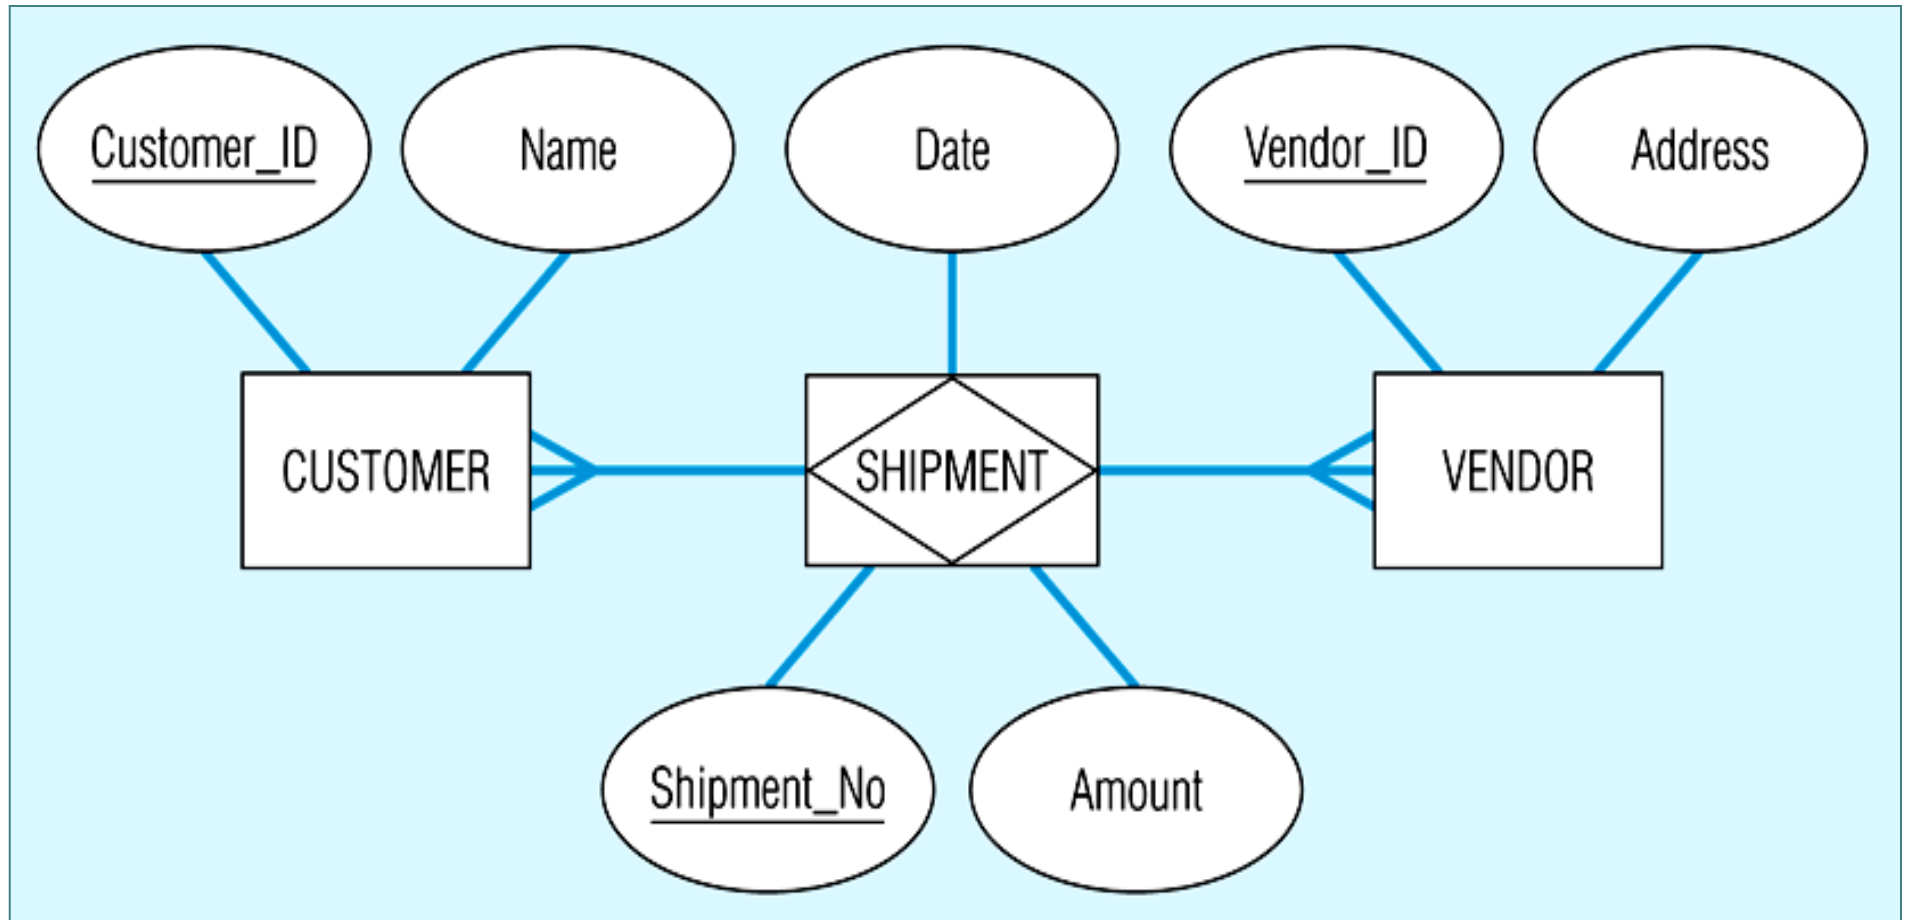 Customer_ID
Name
Date
Vendor_ID
Address
CUSTOMER
SHIPMENT
VENDOR
Shipment_No
Amount